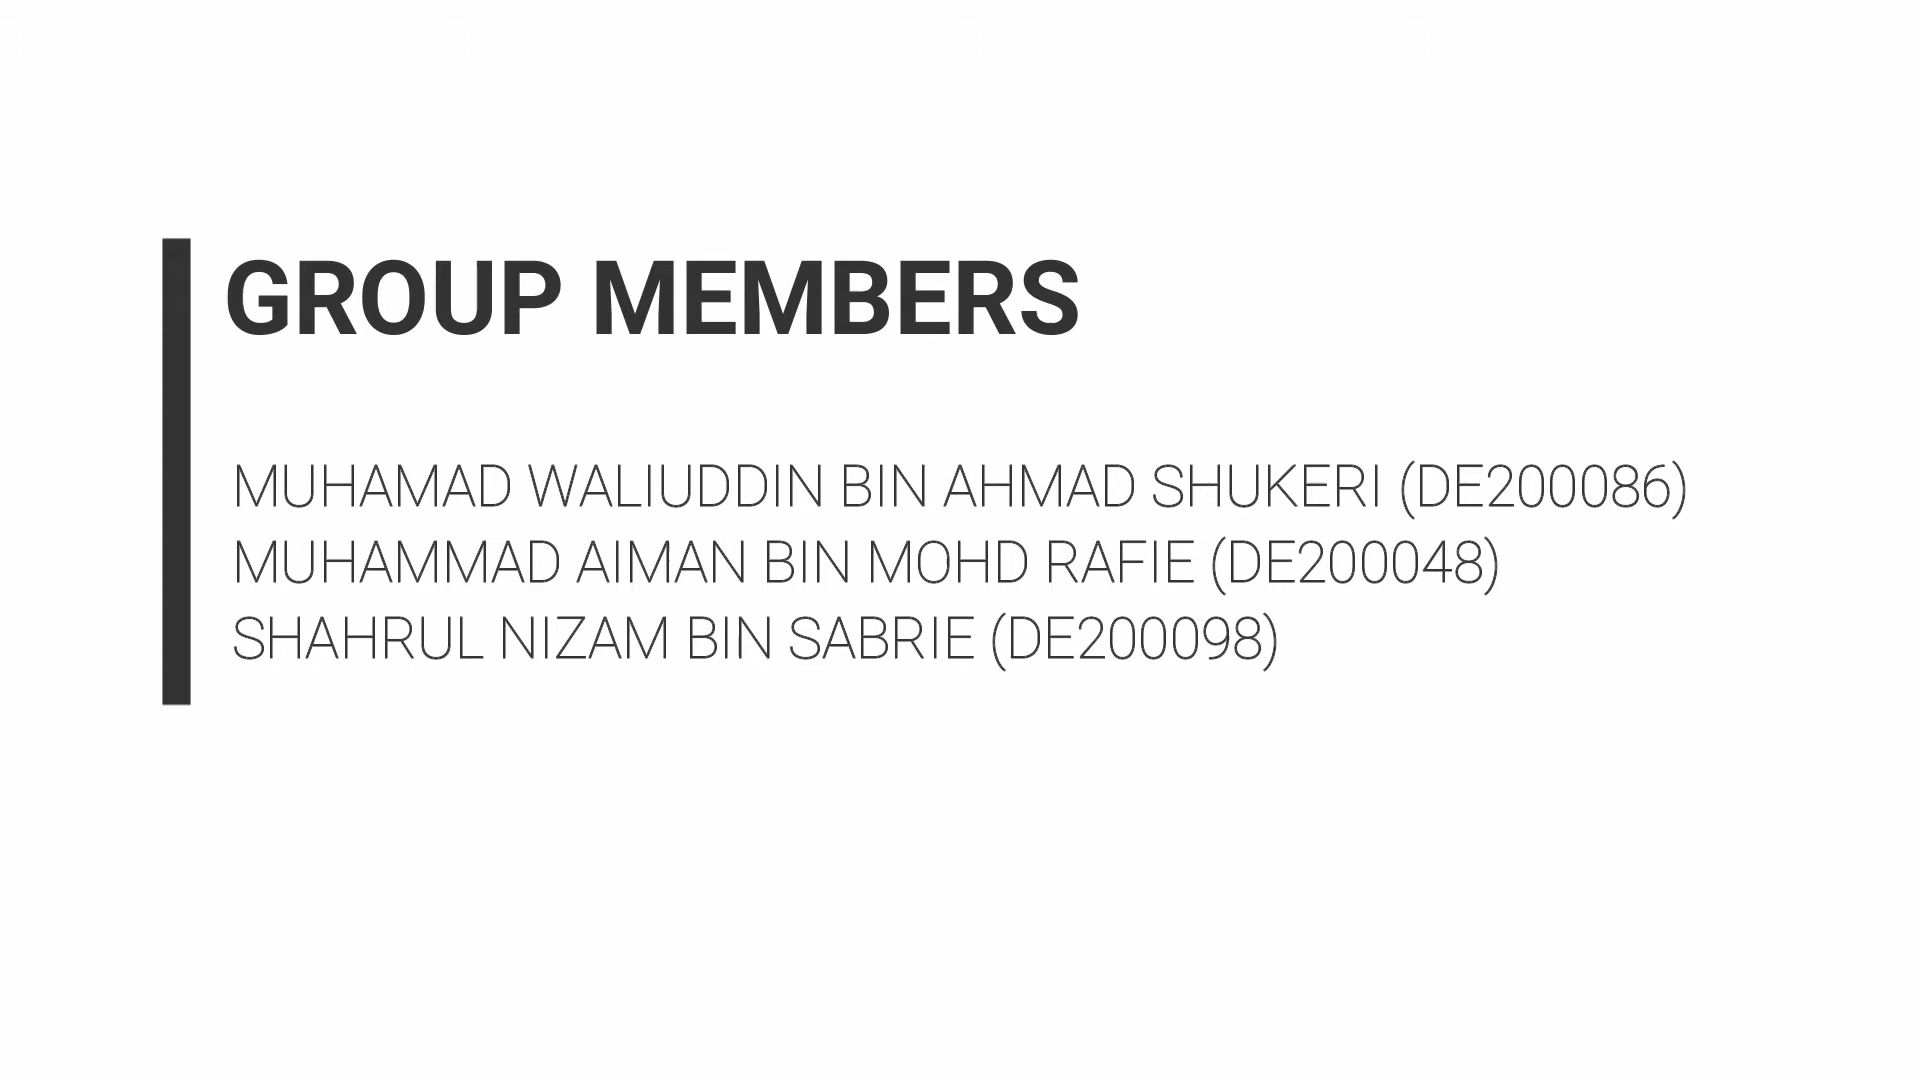 GROUP MEMBERS
MUHAMAD WALIUDDIN BIN AHMAD SHUKERI (DE200086)
MUHAMMAD AIMAN BIN MOHD RAFIE (DE200048)
SHAHRUL NIZAM BIN SABRIE (DE200098)